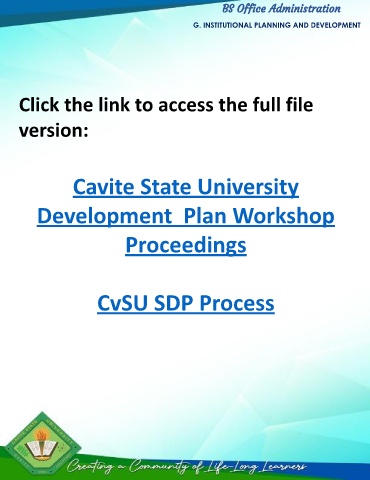 BS Office Administration
G. INSTITUTIONAL PLANNING AND DEVELOPMENT
Click the link to access the full file
version:
Cavite State University
Development Plan Workshop
Proceedings
CvSU SDP Process
Creating a Community of Life-Long Learners